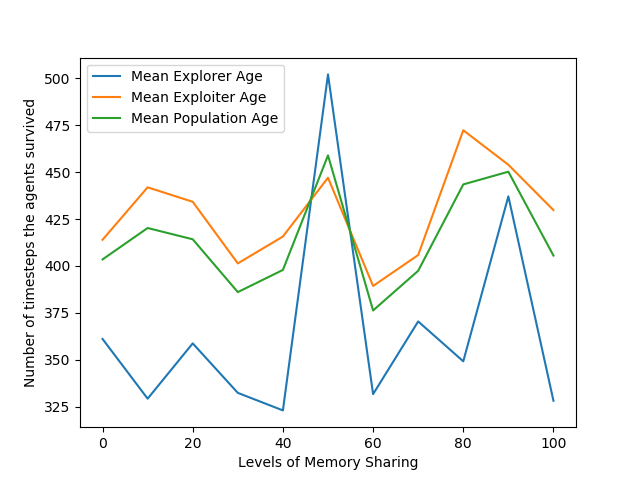 Mean Explorer Age
Mean Exploiter Age
Mean Population Age
500
475
450
425
400
375
350
325
Number of timesteps the agents survived
0
20
40
60
80
100
Levels of Memory Sharing